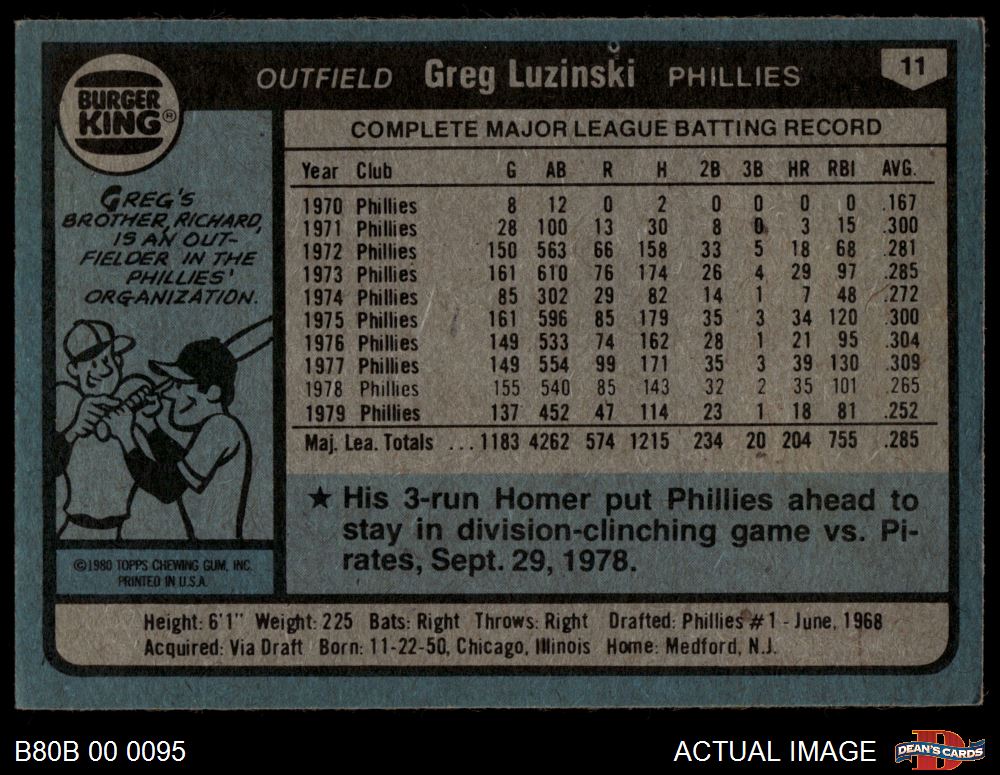 BURGER KING®
OUTFIELD Greg Luzinski PHILLIES 11
GREG'S
BROTHER, RICHARD,
IS AN OUT-
FIELDER IN THE
PHILLIES'
ORGANIZATION.
©1980 TOPPS CHEWING GUM, INC.
PRINTED IN U.S.A.
COMPLETE MAJOR LEAGUE BATTING RECORD
Year Club G AB R H 2B 3B HR RBI AVG.
1970 Phillies 8 12 0 2 0 0 0 0 .167
1971 Phillies 28 100 13 30 8 0 3 15 .300
1972 Phillies 150 563 66 158 33 5 18 68 .281
1973 Phillies 161 610 76 174 26 4 29 97 .285
1974 Phillies 85 302 29 82 14 1 7 48 .272
1975 Phillies 161 596 85 179 35 3 34 120 .300
1976 Phillies 149 533 74 162 28 1 21 95 .304
1977 Phillies 149 554 99 171 35 3 39 130 .309
1978 Phillies 155 540 85 143 32 2 35 101 .265
1979 Phillies 137 452 47 114 23 1 18 81 .252
Maj. Lea. Totals ... 1183 4262 574 1215 234 20 204 755 .285
★ His 3-run Homer put Phillies ahead to
stay in division-clinching game vs. Pi-
rates, Sept. 29, 1978.
Height: 6'1" Weight: 225 Bats: Right Throws: Right Drafted: Phillies #1 - June, 1968
Acquired: Via Draft Born: 11-22-50, Chicago, Illinois Home: Medford, N.J.
B80B 00 0095 ACTUAL IMAGE D DEAN'S CARDS